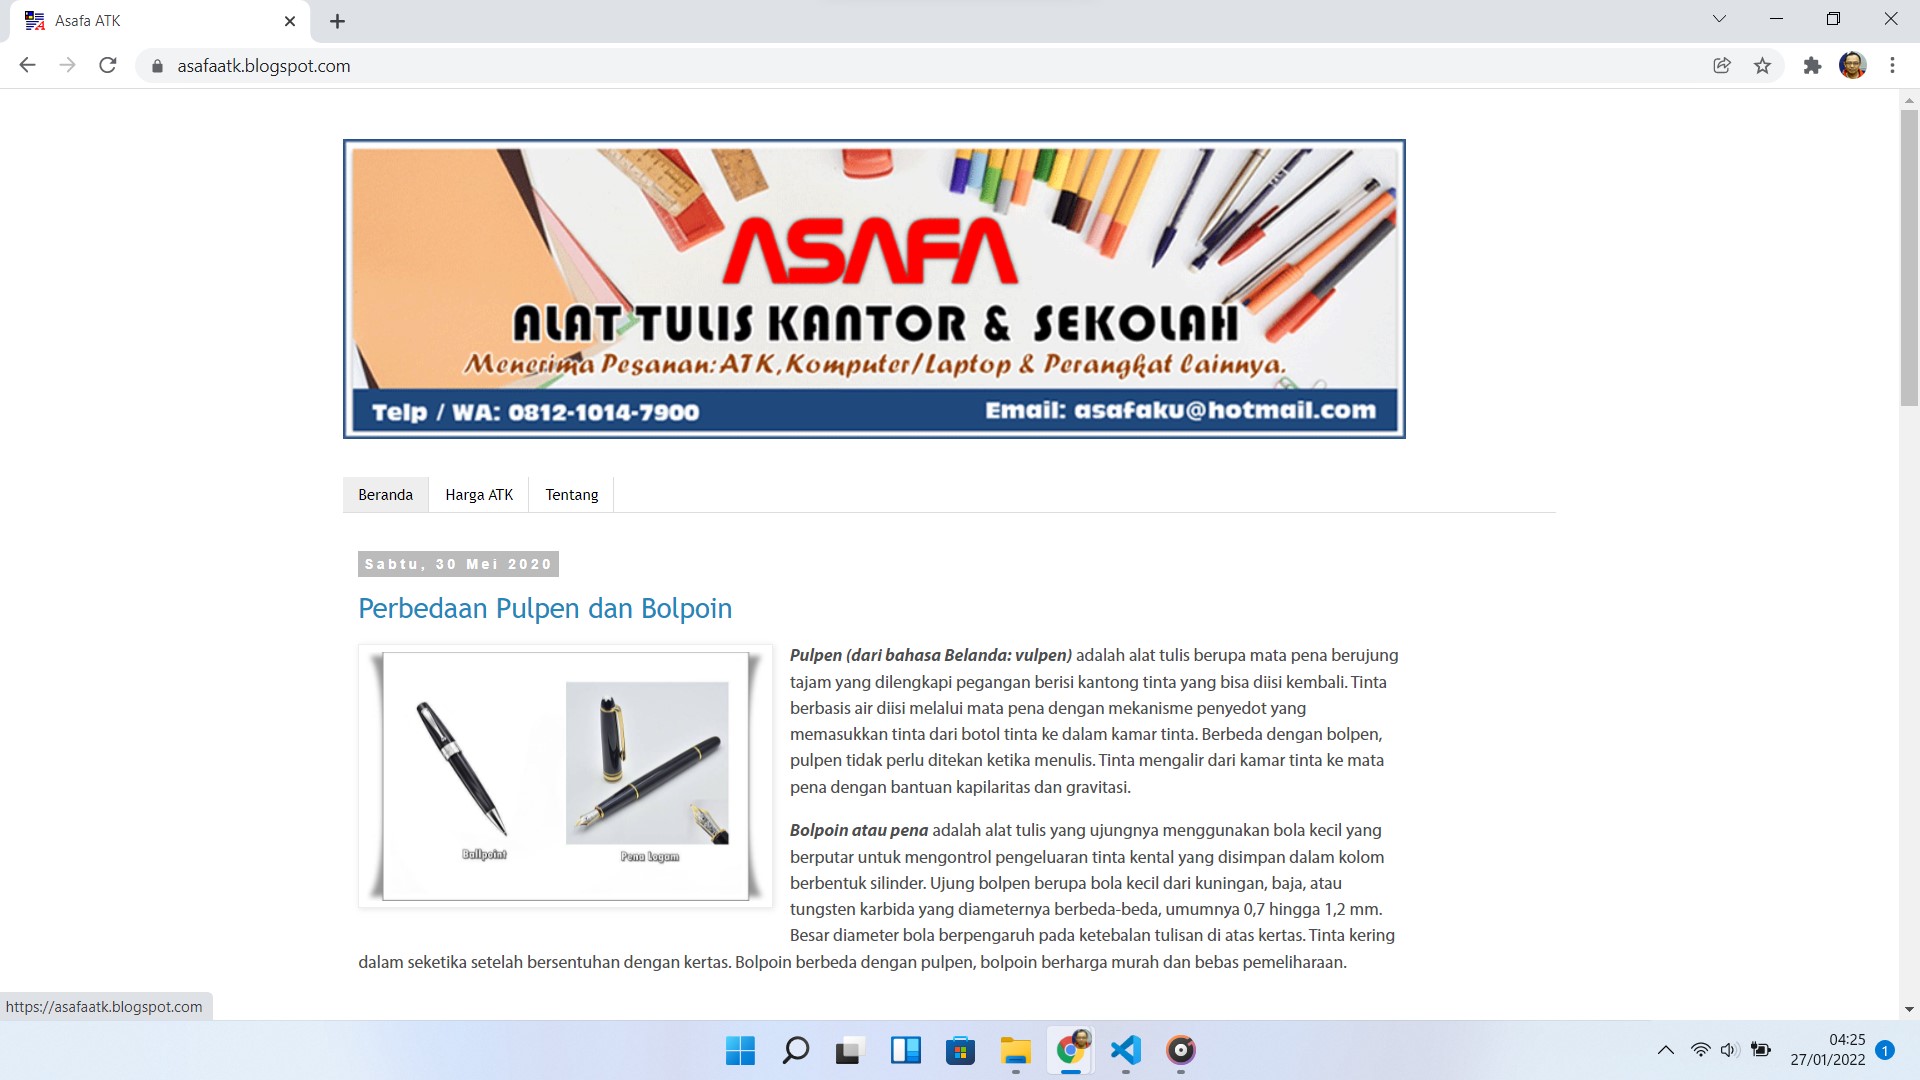 Asafa ATK
asafaatk.blogspot.com
ASAFA
ALAT TULIS KANTOR & SEKOLAH
Menerima Pesanan: ATK, Komputer/Laptop & Perangkat lainnya.
Telp / WA: 0812-1014-7900
Email: asafaku@hotmail.com
Beranda
Harga ATK
Tentang
Sabtu, 30 Mei 2020
Perbedaan Pulpen dan Bolpoin
Ballpoint
Pena Logam
Pulpen (dari bahasa Belanda: vulpen) adalah alat tulis berupa mata pena berujung
tajam yang dilengkapi pegangan berisi kantong tinta yang bisa diisi kembali. Tinta
berbasis air diisi melalui mata pena dengan mekanisme penyedot yang
memasukkan tinta dari botol tinta ke dalam kamar tinta. Berbeda dengan bolpen,
pulpen tidak perlu ditekan ketika menulis. Tinta mengalir dari kamar tinta ke mata
pena dengan bantuan kapilaritas dan gravitasi.
Bolpoin atau pena adalah alat tulis yang ujungnya menggunakan bola kecil yang
berputar untuk mengontrol pengeluaran tinta kental yang disimpan dalam kolom
berbentuk silinder. Ujung bolpen berupa bola kecil dari kuningan, baja, atau
tungsten karbida yang diameternya berbeda-beda, umumnya 0,7 hingga 1,2 mm.
Besar diameter bola berpengaruh pada ketebalan tulisan di atas kertas. Tinta kering
dalam seketika setelah bersentuhan dengan kertas. Bolpoin berbeda dengan pulpen, bolpoin berharga murah dan bebas pemeliharaan.
https://asafaatk.blogspot.com
04:25
27/01/2022
1